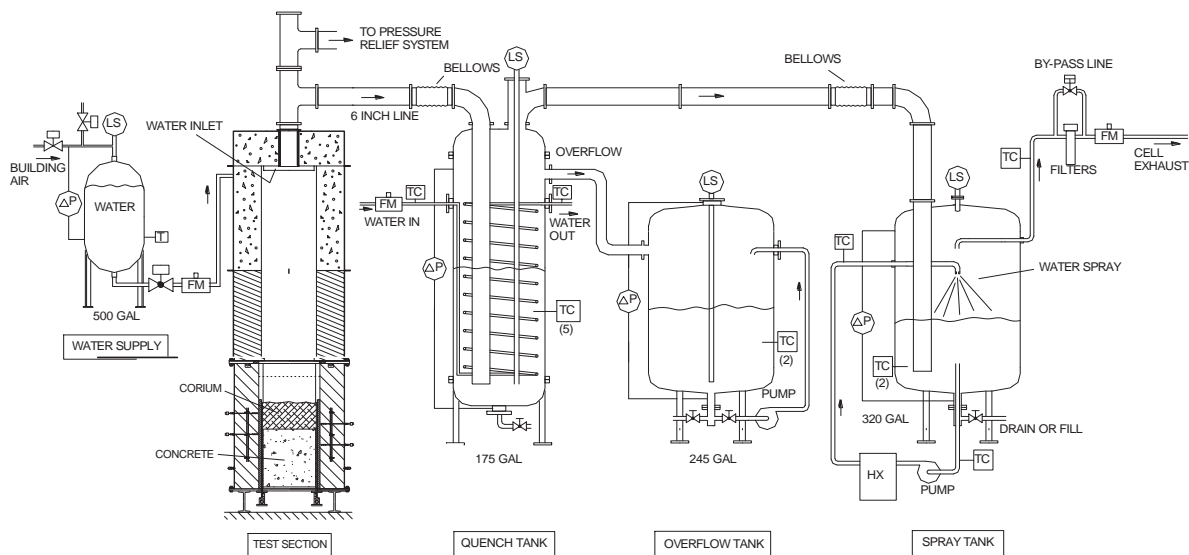 TO PRESSURE
RELIEF SYSTEM
LS
BELLOWS
BELLOWS
BY-PASS LINE
LS
6 INCH LINE
WATER INLET
BUILDING
AIR
OVERFLOW
TC
FM
FILTERS
CELL
EXHAUST
WATER
ΔP
T
FM
500 GAL
WATER SUPPLY
TC
FM
WATER IN
TC
WATER
OUT
ΔP
TC
(5)
LS
ΔP
TC
(2)
PUMP
LS
TC
WATER SPRAY
ΔP
TC
(2)
CORIUM
CONCRETE
175 GAL
245 GAL
320 GAL
DRAIN OR FILL
TC
HX
PUMP
TEST SECTION
QUENCH TANK
OVERFLOW TANK
SPRAY TANK